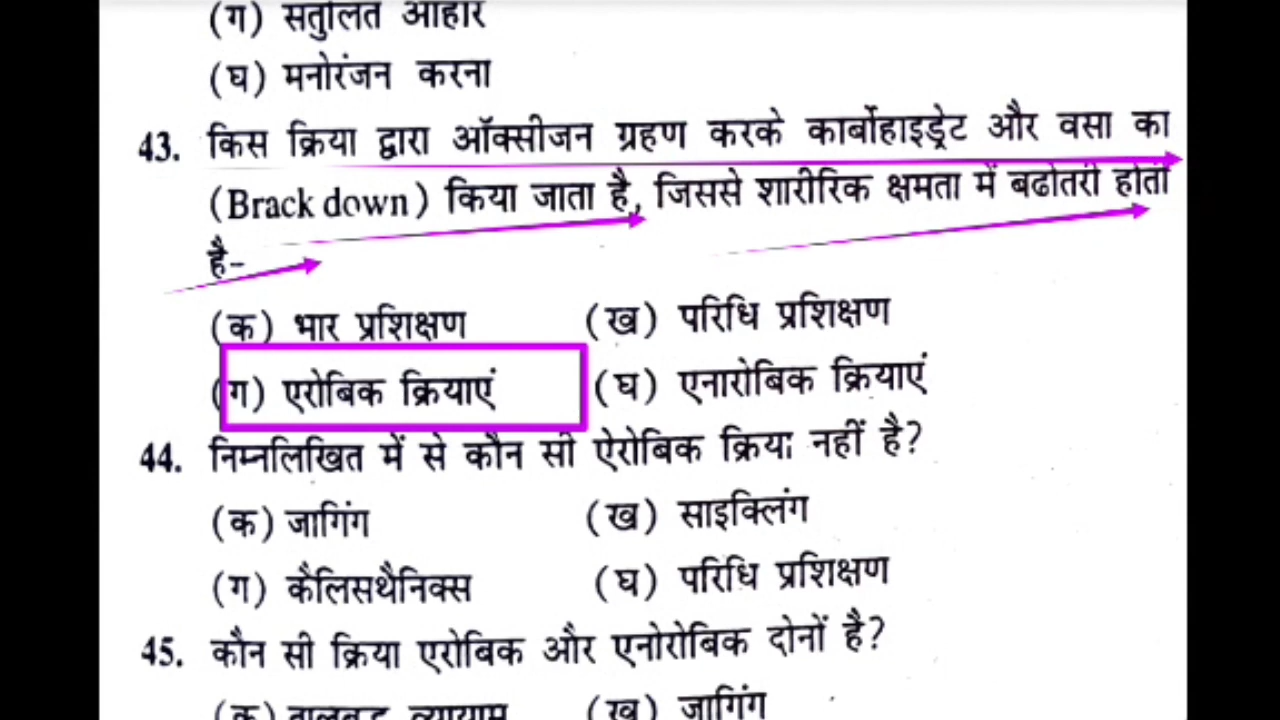 (ग) संतुलित आहार
(घ) मनोरंजन करना
43. किस क्रिया द्वारा ऑक्सीजन ग्रहण करके कार्बोहाइड्रेट और वसा का
(Brack down) किया जाता है, जिससे शारीरिक क्षमता में बढोतरी होती
है-
(क) भार प्रशिक्षण (ख) परिधि प्रशिक्षण
(ग) एरोबिक क्रियाएं (घ) एनारोबिक क्रियाएं
44. निम्नलिखित में से कौन सी ऐरोबिक क्रिया नहीं है?
(क) जागिंग (ख) साइक्लिंग
(ग) कैलिसथैनिक्स (घ) परिधि प्रशिक्षण
45. कौन सी क्रिया एरोबिक और एनोरोबिक दोनों है?
(क) व्यायाम (ख) जागिंग